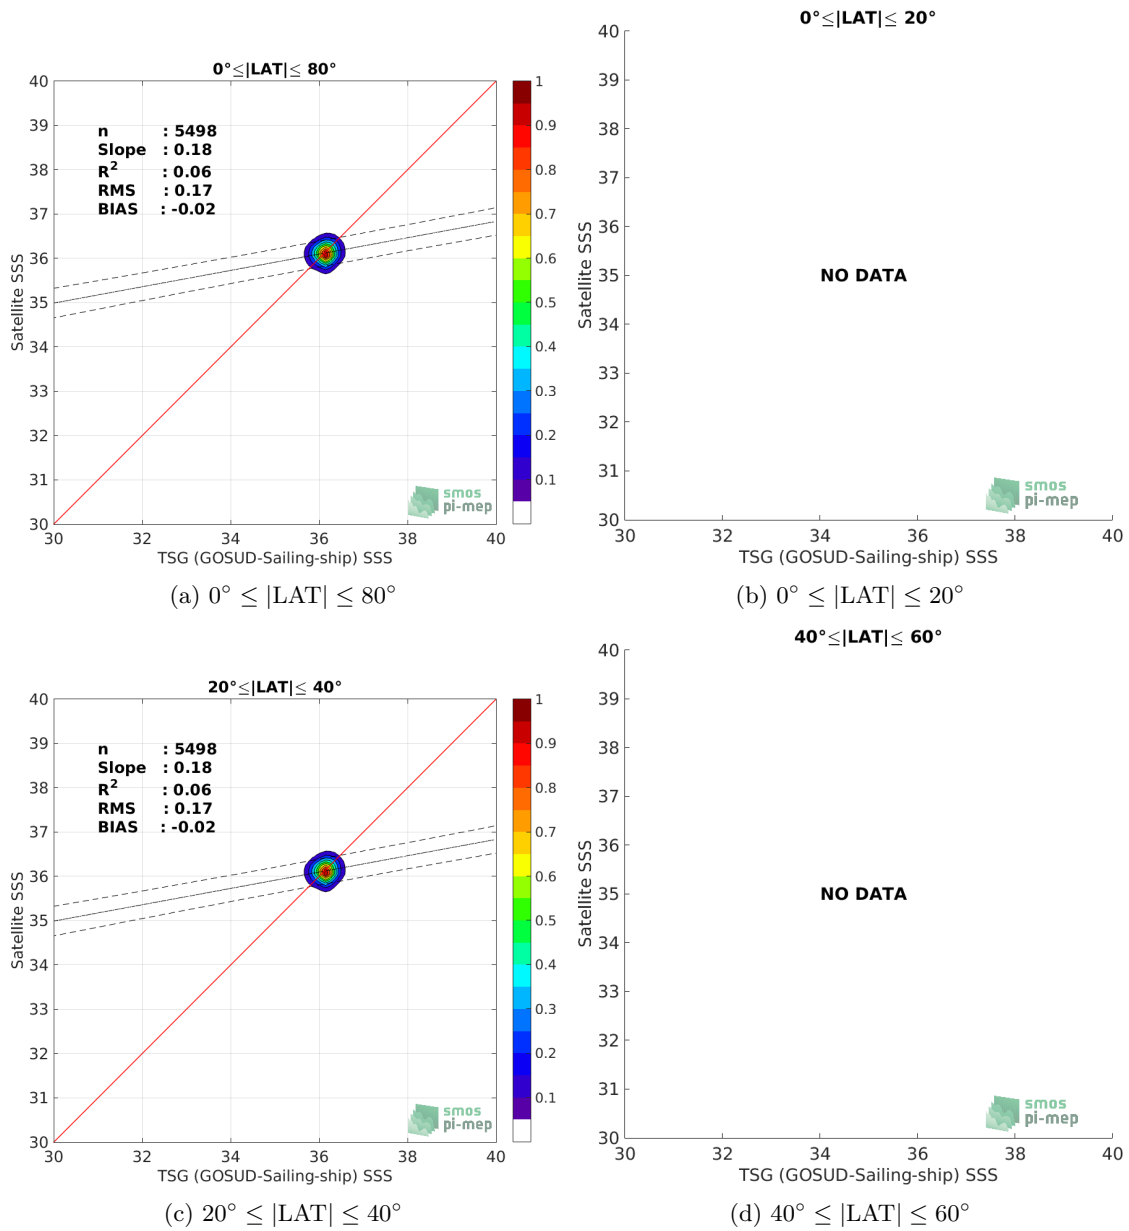 0°≤|LAT|≤ 80°
40
39
38
37
36
35
34
33
32
31
30
Satellite SSS
n : 5498
Slope : 0.18
R² : 0.06
RMS : 0.17
BIAS : -0.02
1
0.9
0.8
0.7
0.6
0.5
0.4
0.3
0.2
0.1
smos
pi-mep
30 32 34 36 38 40
TSG (GOSUD-Sailing-ship) SSS
(a) 0° ≤ |LAT| ≤ 80°
0°≤|LAT|≤ 20°
40
39
38
37
36
35
34
33
32
31
30
Satellite SSS
NO DATA
smos
pi-mep
30 32 34 36 38 40
TSG (GOSUD-Sailing-ship) SSS
(b) 0° ≤ |LAT| ≤ 20°
20°≤|LAT|≤ 40°
40
39
38
37
36
35
34
33
32
31
30
Satellite SSS
n : 5498
Slope : 0.18
R² : 0.06
RMS : 0.17
BIAS : -0.02
1
0.9
0.8
0.7
0.6
0.5
0.4
0.3
0.2
0.1
smos
pi-mep
30 32 34 36 38 40
TSG (GOSUD-Sailing-ship) SSS
(c) 20° ≤ |LAT| ≤ 40°
40°≤|LAT|≤ 60°
40
39
38
37
36
35
34
33
32
31
30
Satellite SSS
NO DATA
smos
pi-mep
30 32 34 36 38 40
TSG (GOSUD-Sailing-ship) SSS
(d) 40° ≤ |LAT| ≤ 60°